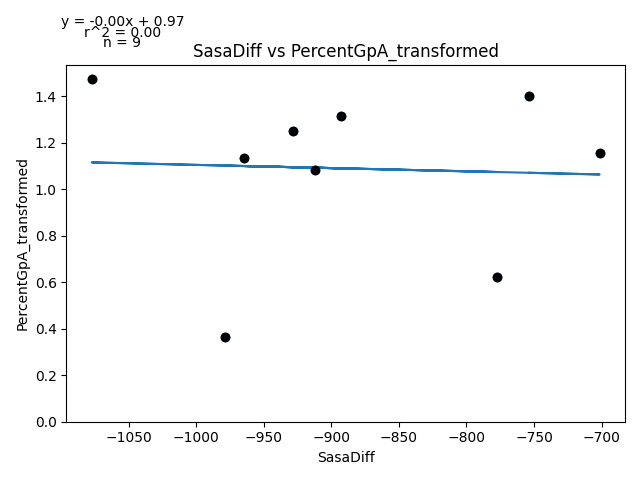 y = -0.00x + 0.97
r^2 = 0.00
n = 9
SasaDiff vs PercentGpA_transformed
PercentGpA_transformed
1.4
1.2
1.0
0.8
0.6
0.4
0.2
0.0
−1050 −1000 −950 −900 −850 −800 −750 −700
SasaDiff